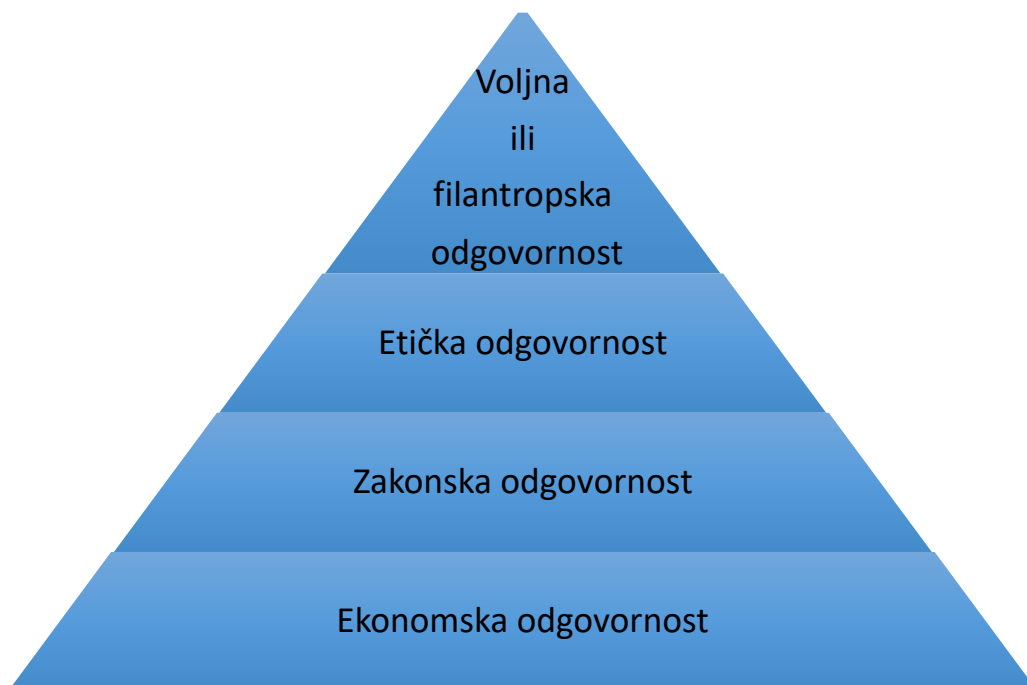 Voljna
ili
filantropska
odgovornost
Etička odgovornost
Zakonska odgovornost
Ekonomska odgovornost